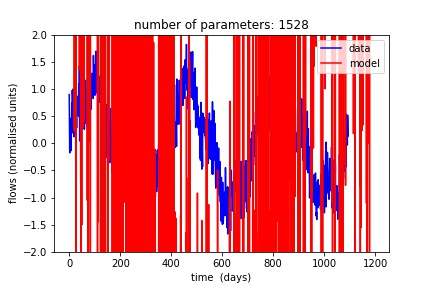 number of parameters: 1528
data
model
2.0
1.5
1.0
0.5
0.0
−0.5
−1.0
−1.5
−2.0
flows (normalised units)
0 200 400 600 800 1000 1200
time (days)